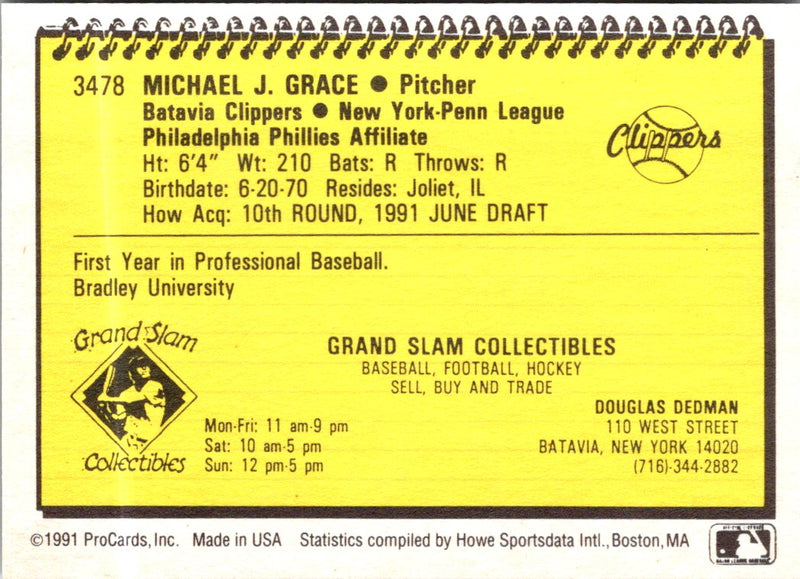 3478 MICHAEL J. GRACE ● Pitcher
Batavia Clippers ● New York-Penn League
Philadelphia Phillies Affiliate
Clippers
Ht: 6'4" Wt: 210 Bats: R Throws: R
Birthdate: 6-20-70 Resides: Joliet, IL
How Acq: 10th ROUND, 1991 JUNE DRAFT
First Year in Professional Baseball.
Bradley University
Grand Slam
Collectibles
Mon-Fri: 11 am-9 pm
Sat: 10 am-5 pm
Sun: 12 pm-5 pm
GRAND SLAM COLLECTIBLES
BASEBALL, FOOTBALL, HOCKEY
SELL, BUY AND TRADE
DOUGLAS DEDMAN
110 WEST STREET
BATAVIA, NEW YORK 14020
(716)-344-2882
©1991 ProCards, Inc. Made in USA Statistics compiled by Howe Sportsdata Intl., Boston, MA